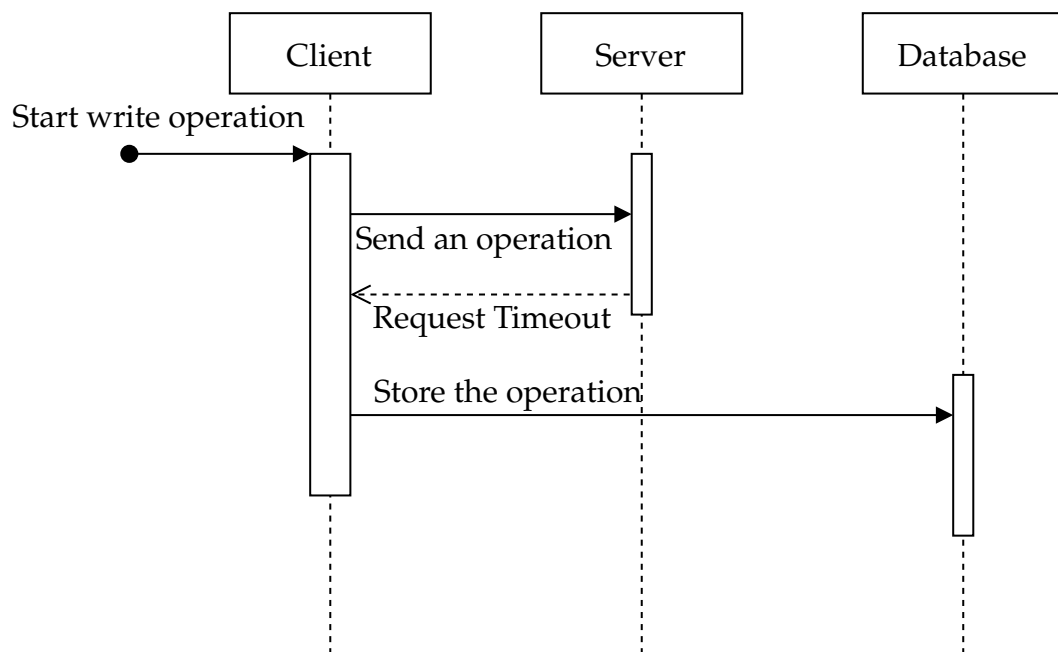 Client
Server
Database
Start write operation
Send an operation
Request Timeout
Store the operation